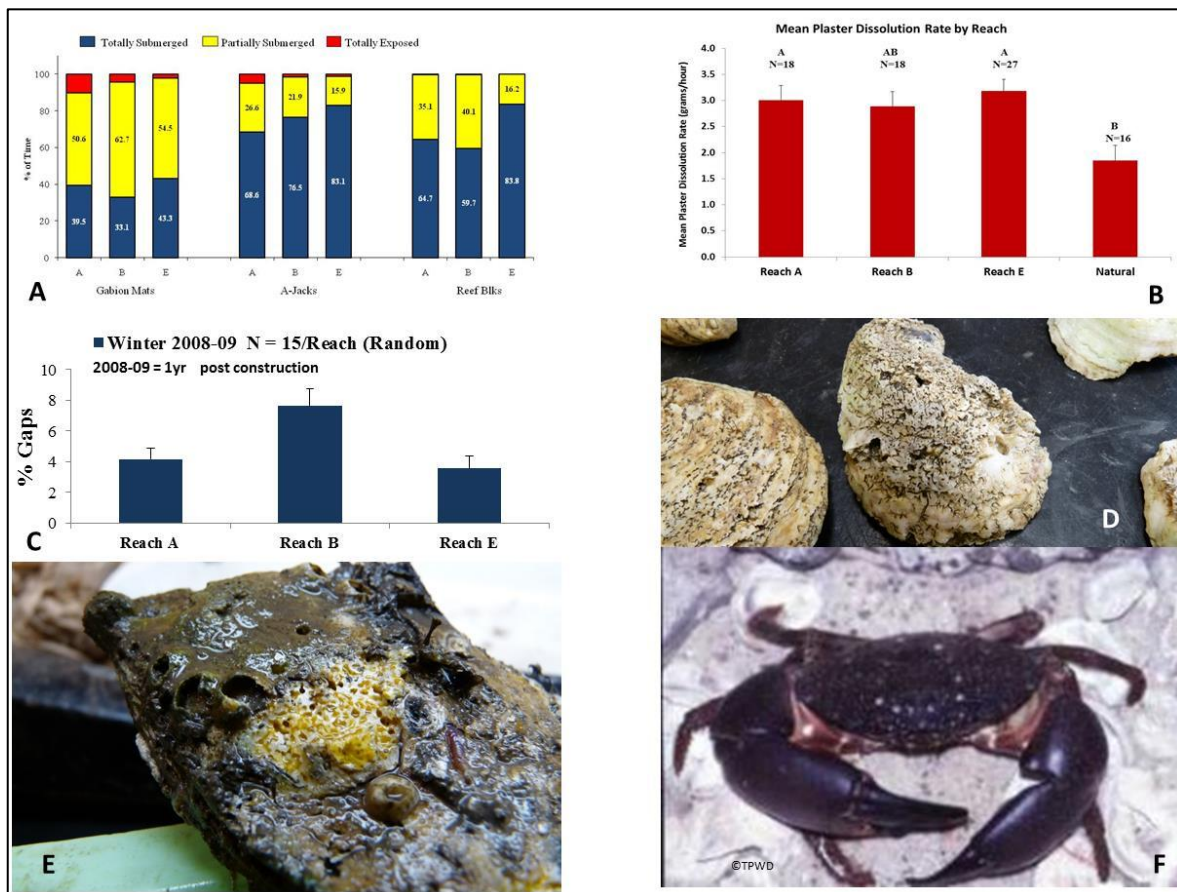 Totally Submerged Partially Submerged Totally Exposed
% of Time
100
80
60
40
20
0
50.6
39.5
62.7
33.1
54.5
43.3
26.6
68.6
21.9
76.5
15.9
83.1
35.1
64.7
40.1
59.7
16.2
83.8
A B E A B E A B E
Gabion Mats A-Jacks Reef Blks
A
Mean Plaster Dissolution Rate by Reach
Mean Plaster Dissolution Rate (grams/hour)
4.0
3.5
3.0
2.5
2.0
1.5
1.0
0.5
0.0
A
N=18
AB
N=18
A
N=27
B
N=16
Reach A Reach B Reach E Natural
B
Winter 2008-09 N = 15/Reach (Random)
2008-09 = 1yr post construction
% Gaps
10
8
6
4
2
0
Reach A Reach B Reach E
C
D
E
©TPWD
F